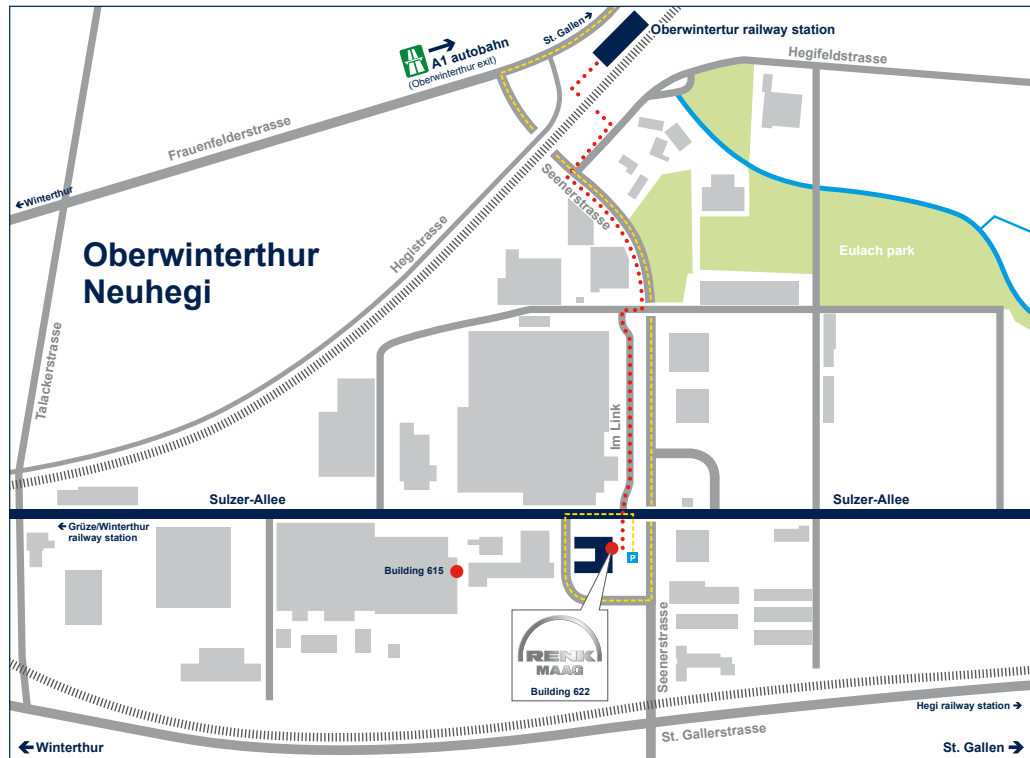 St. Gallen →
Oberwintertur railway station
→
A1 autobahn
(Oberwinterthur exit)
Hegifeldstrasse
Frauenfelderstrasse
← Winterthur
Seenerstrasse
Hegistrasse
Oberwinterthur
Neuhegi
Eulach park
Talackerstrasse
Im Link
Sulzer-Allee
Sulzer-Allee
← Grüze/Winterthur
railway station
Building 615
P
RENK
MAAG
Building 622
Seenerstrasse
Hegi railway station →
St. Gallerstrasse
← Winterthur
St. Gallen →